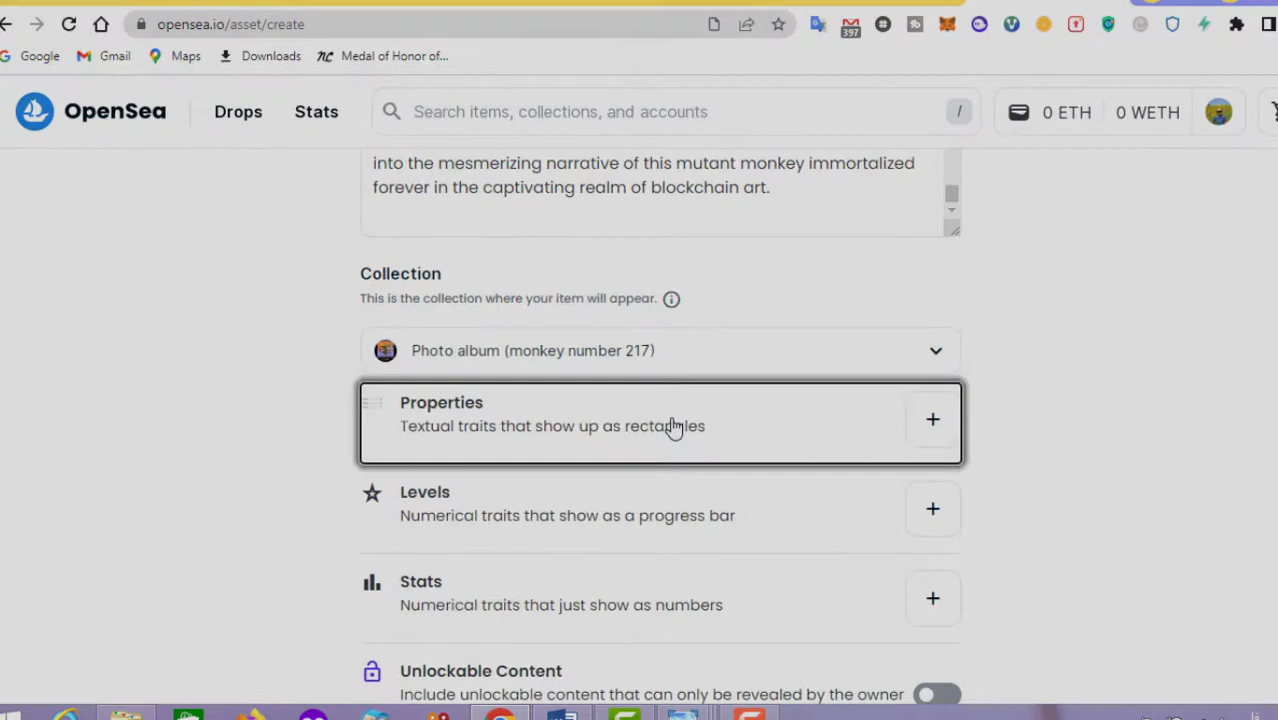 opensea.io/asset/create
397
Google
Gmail
Maps
Downloads
Medal of Honor of...
OpenSea
Drops
Stats
Search items, collections, and accounts
/
0 ETH
0 WETH
into the mesmerizing narrative of this mutant monkey immortalized
forever in the captivating realm of blockchain art.
Collection
This is the collection where your item will appear.
Photo album (monkey number 217)
Properties
Textual traits that show up as rectangles
Levels
Numerical traits that show as a progress bar
Stats
Numerical traits that just show as numbers
Unlockable Content
Include unlockable content that can only be revealed by the owner